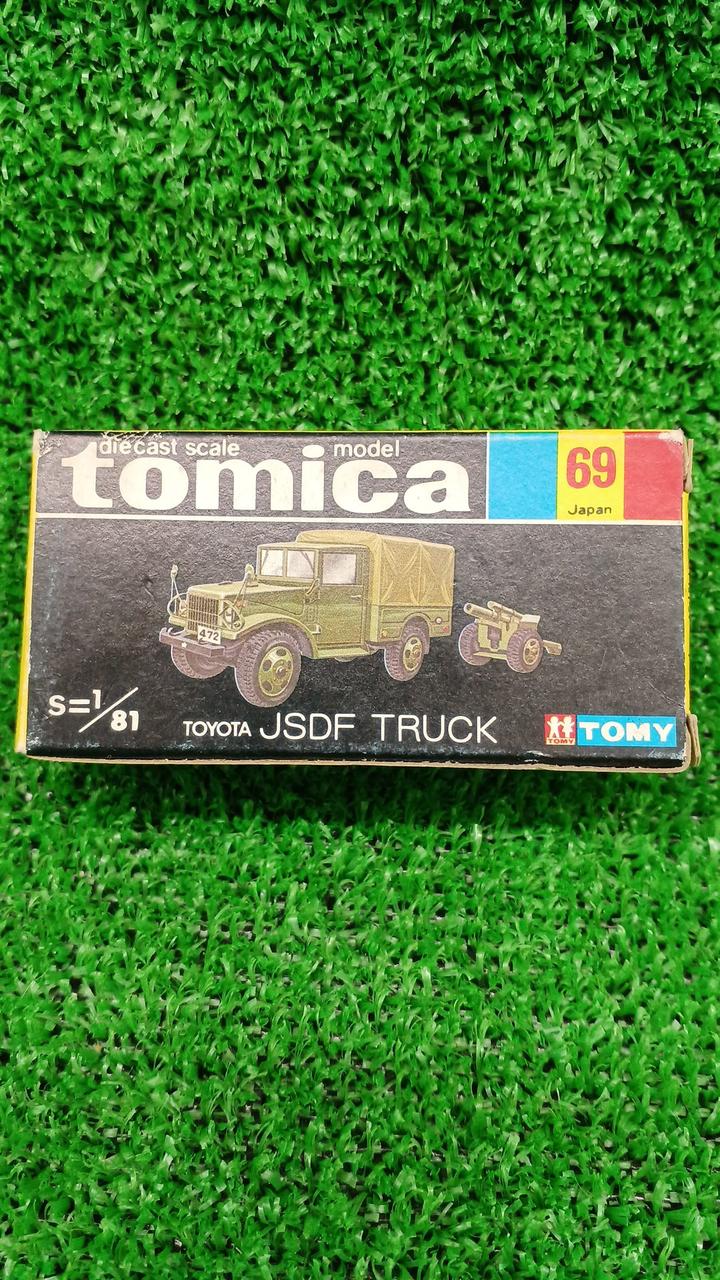 diecast scale model
tomica
69
Japan
472
S=1/81
TOYOTA JSDF TRUCK
TOMY
TOMY